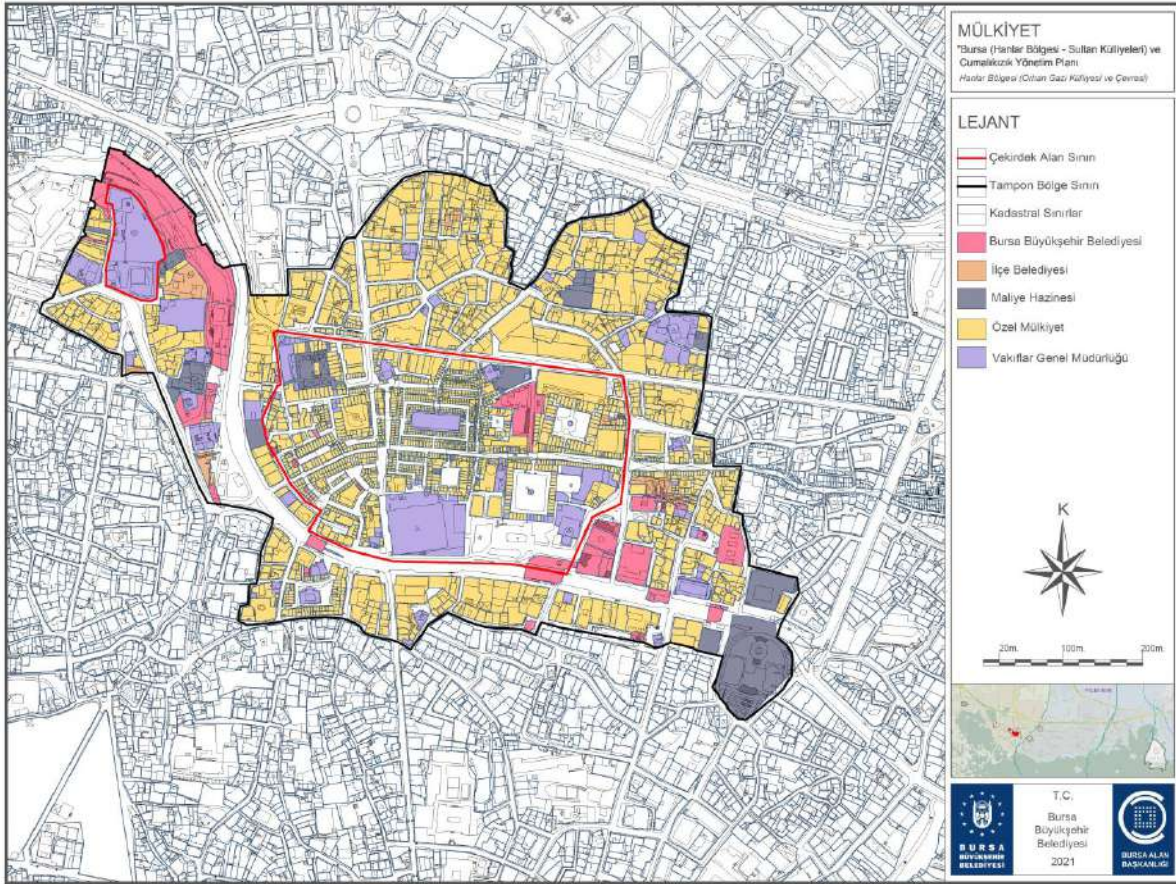 MÜLKİYET
"Bursa (Hanlar Bölgesi - Sultan Külliyeleri) ve
Cumalıkızık Yönetim Planı
Hanlar Bölgesi (Orhan Gazi Külliyesi ve Çevresi)
LEJANT
Çekirdek Alan Sınırı
Tampon Bölge Sınırı
Kadastral Sınırlar
Bursa Büyükşehir Belediyesi
İlçe Belediyesi
Maliye Hazinesi
Özel Mülkiyet
Vakıflar Genel Müdürlüğü
K
20m. 100m. 200m.
BURSA
BÜYÜKŞEHİR
BELEDİYESİ
T.C.
Bursa
Büyükşehir
Belediyesi
2021
BURSA ALAN
BAŞKANLIĞI